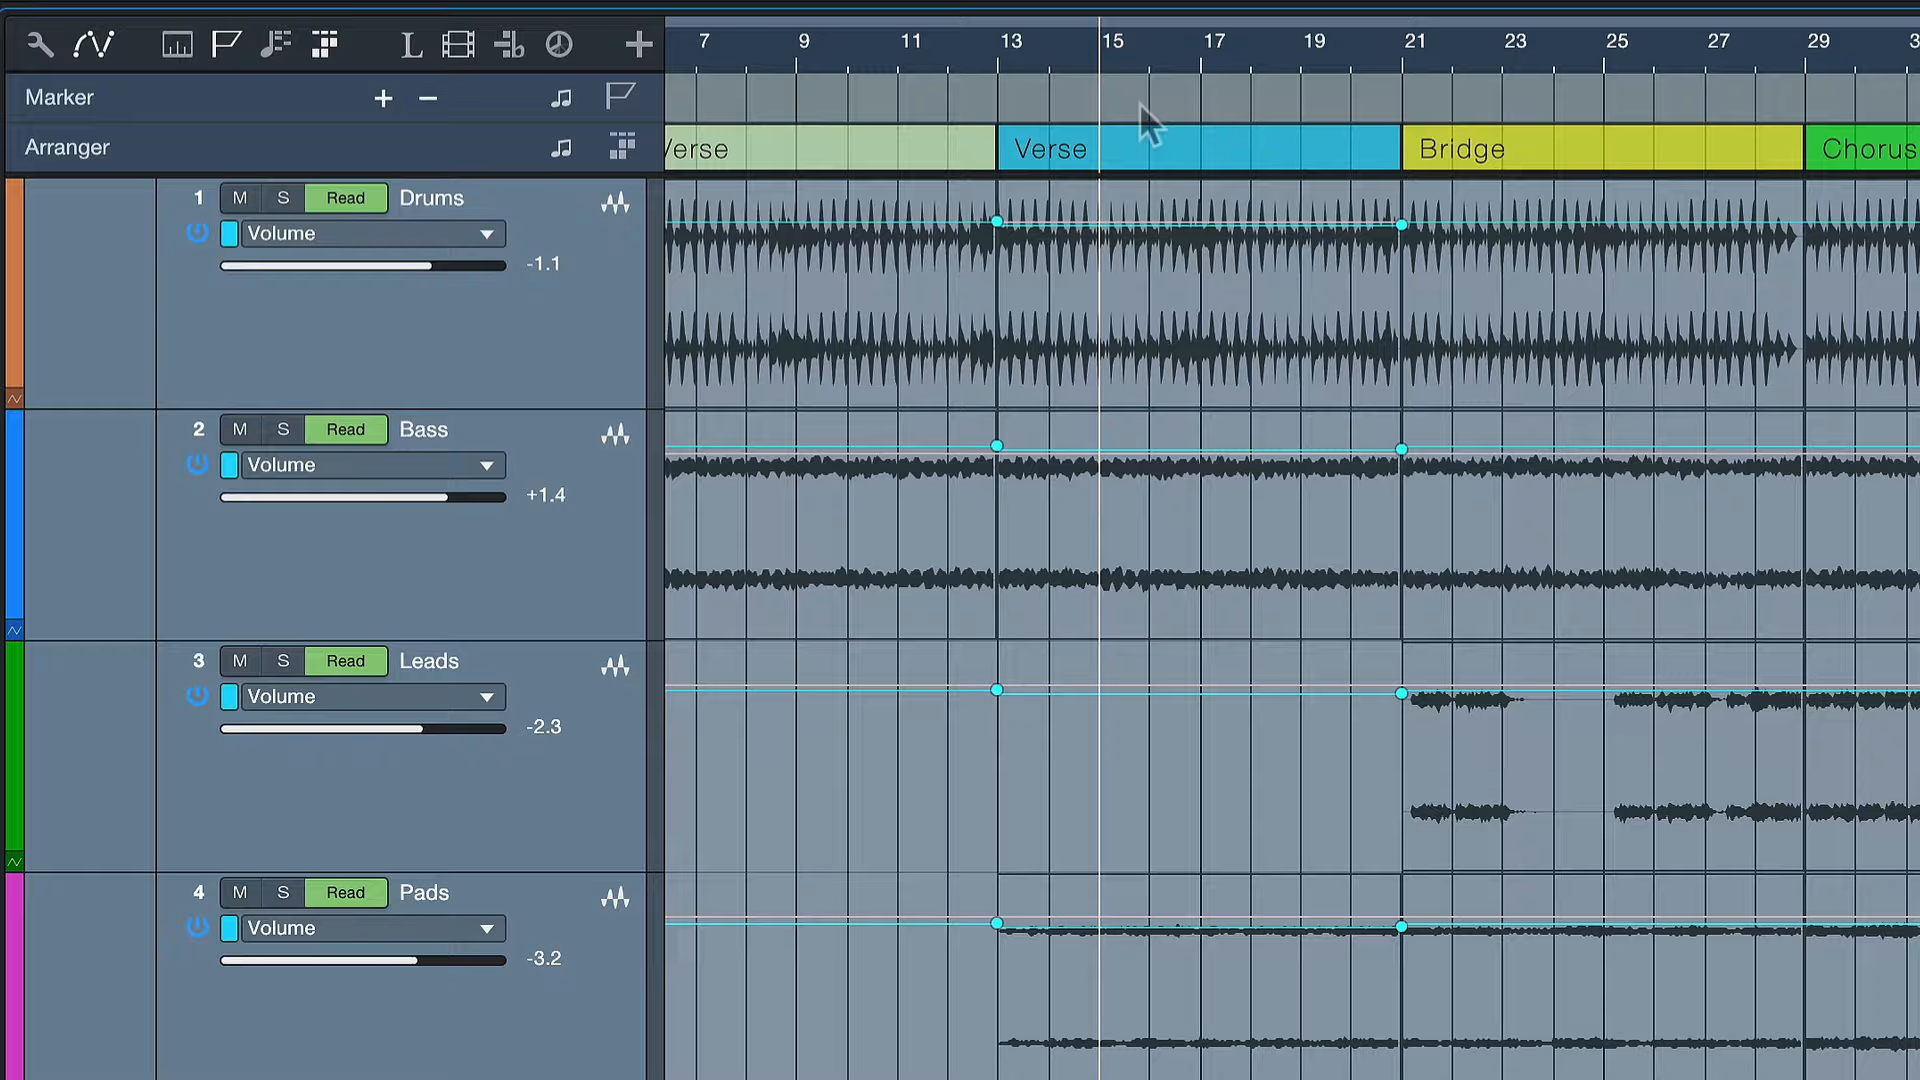 7 9 11 13 15 17 19 21 23 25 27 29 3
Marker + −
Arranger
Verse Verse Bridge Chorus
1 M S Read Drums
Volume
-1.1
2 M S Read Bass
Volume
+1.4
3 M S Read Leads
Volume
-2.3
4 M S Read Pads
Volume
-3.2